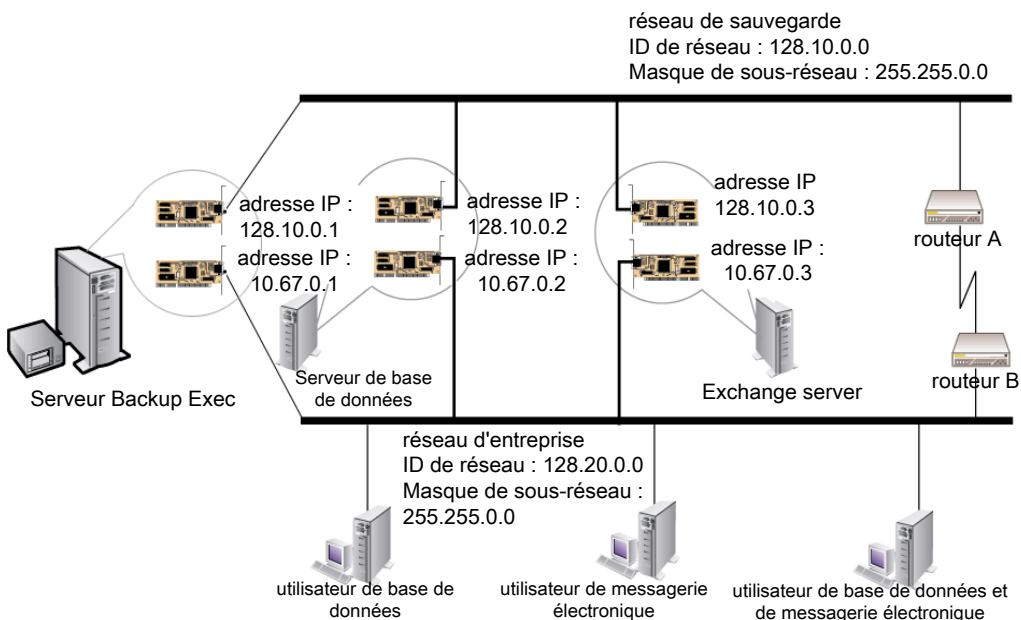 réseau de sauvegarde
ID de réseau : 128.10.0.0
Masque de sous-réseau : 255.255.0.0
adresse IP :
128.10.0.1
adresse IP :
10.67.0.1
adresse IP :
128.10.0.2
adresse IP :
10.67.0.2
adresse IP
128.10.0.3
adresse IP :
10.67.0.3
routeur A
routeur B
Serveur Backup Exec
Serveur de base
de données
Exchange server
réseau d'entreprise
ID de réseau : 128.20.0.0
Masque de sous-réseau :
255.255.0.0
utilisateur de base de
données
utilisateur de messagerie
électronique
utilisateur de base de données et
de messagerie électronique